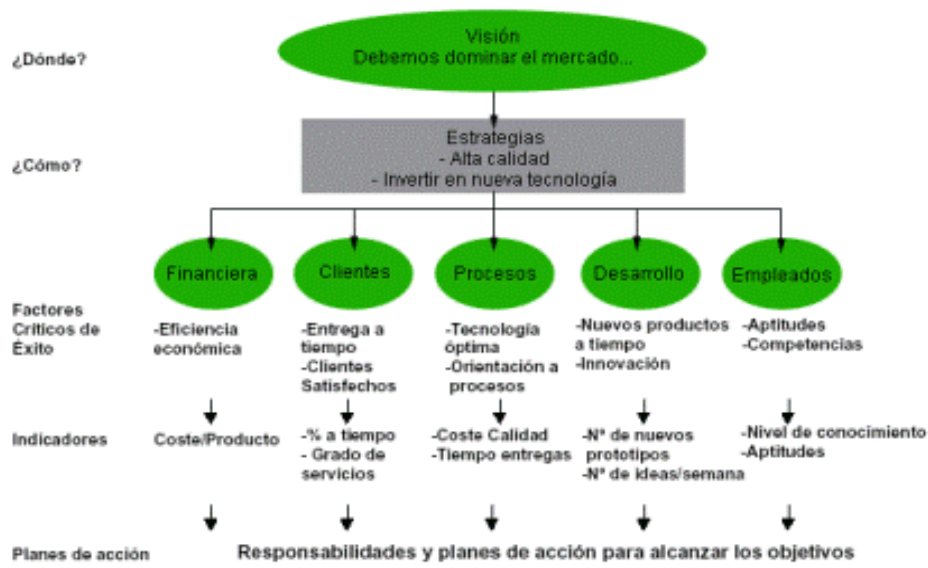 ¿Dónde?
Visión
Debemos dominar el mercado...
¿Cómo?
Estrategias
- Alta calidad
- Invertir en nueva tecnología
Financiera
Clientes
Procesos
Desarrollo
Empleados
Factores
Críticos de
Éxito
-Eficiencia
económica
-Entrega a
tiempo
-Clientes
Satisfechos
-Tecnología
óptima
-Orientación a
procesos
-Nuevos productos
a tiempo
-Innovación
-Aptitudes
-Competencias
Indicadores
Coste/Producto
-% a tiempo
- Grado de
servicios
-Coste Calidad
-Tiempo entregas
-Nº de nuevos
prototipos
-Nº de ideas/semana
-Nivel de conocimiento
-Aptitudes
Planes de acción
Responsabilidades y planes de acción para alcanzar los objetivos